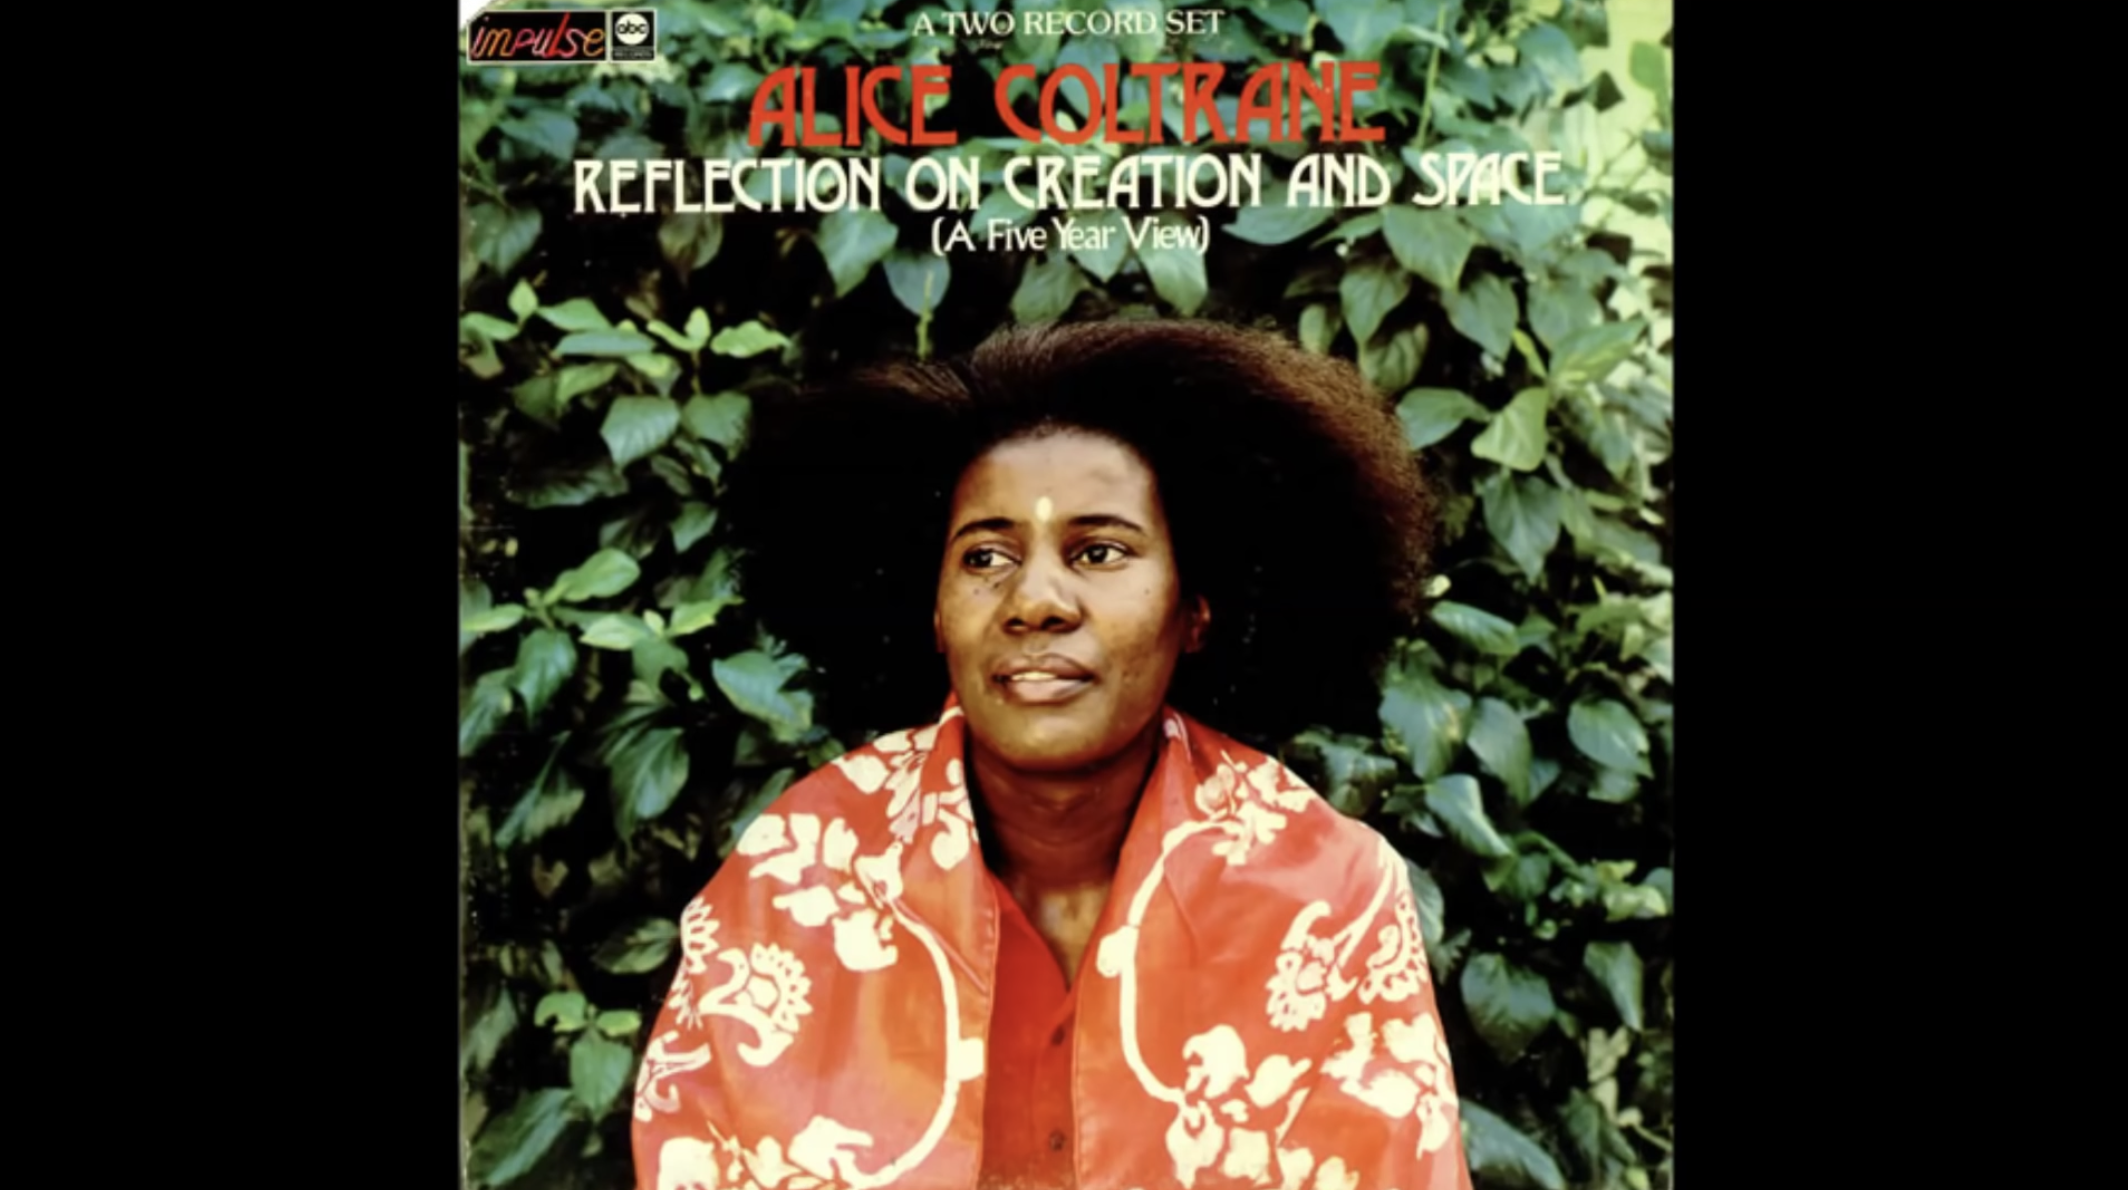 impulse
abc
A TWO RECORD SET
ALICE COLTRANE
REFLECTION ON CREATION AND SPACE
(A Five Year View)